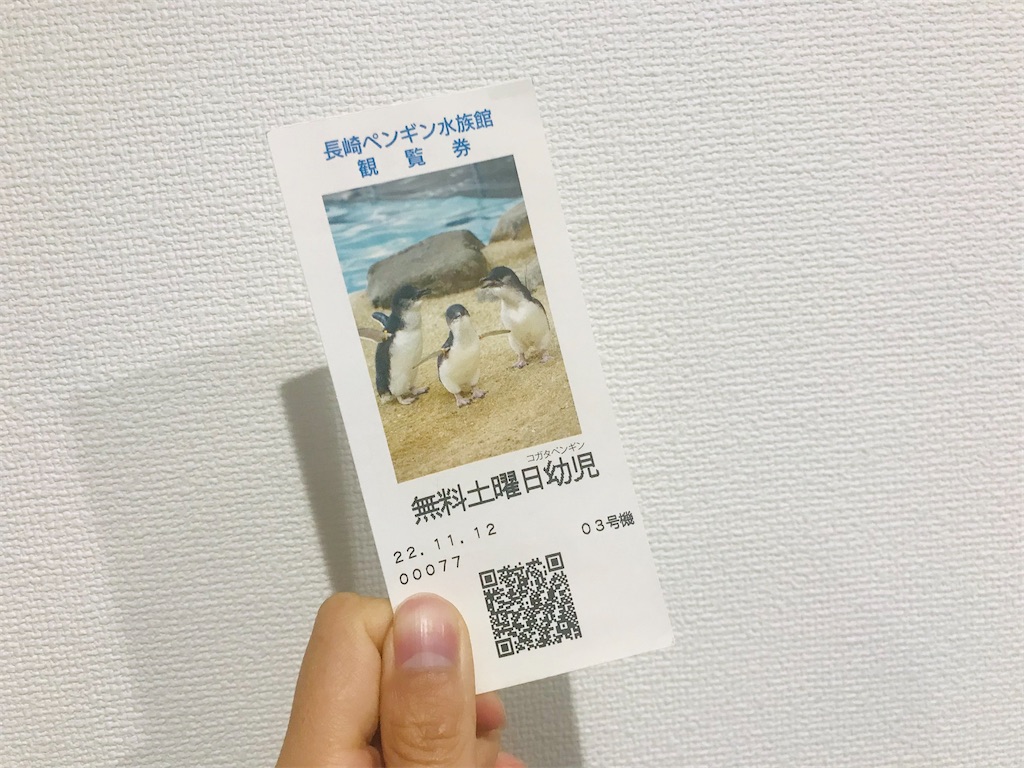 長崎ペンギン水族館
観覧券
コガタペンギン
無料土曜日幼児
22.11.12
03号機
00077